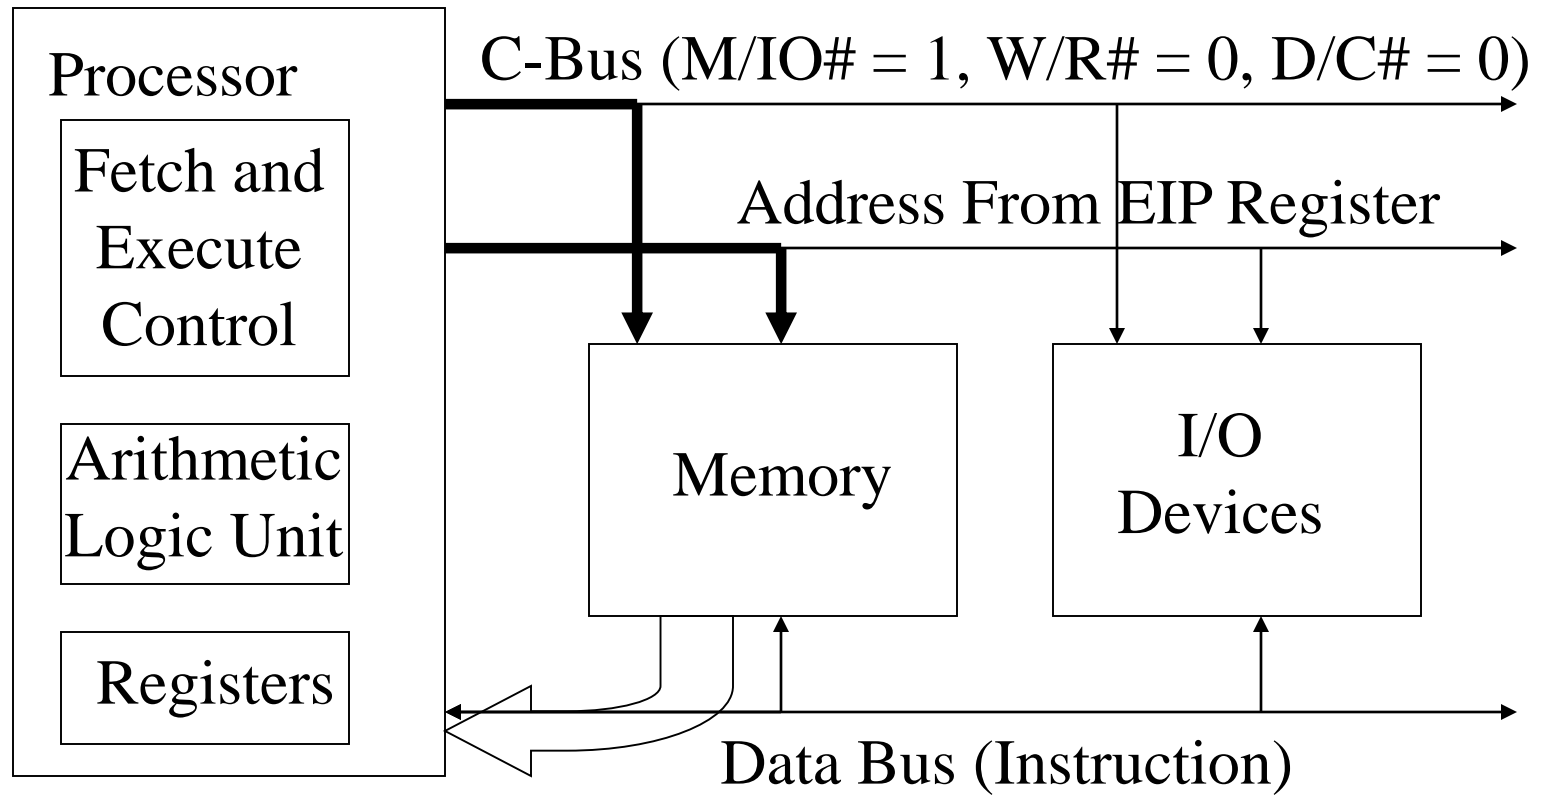 C-Bus (M/IO# = 1, W/R# = 0, D/C# = 0)
Processor
Fetch and
Execute
Control
Address From EIP Register
Arithmetic
Logic Unit
Memory
I/O
Devices
Registers
Data Bus (Instruction)